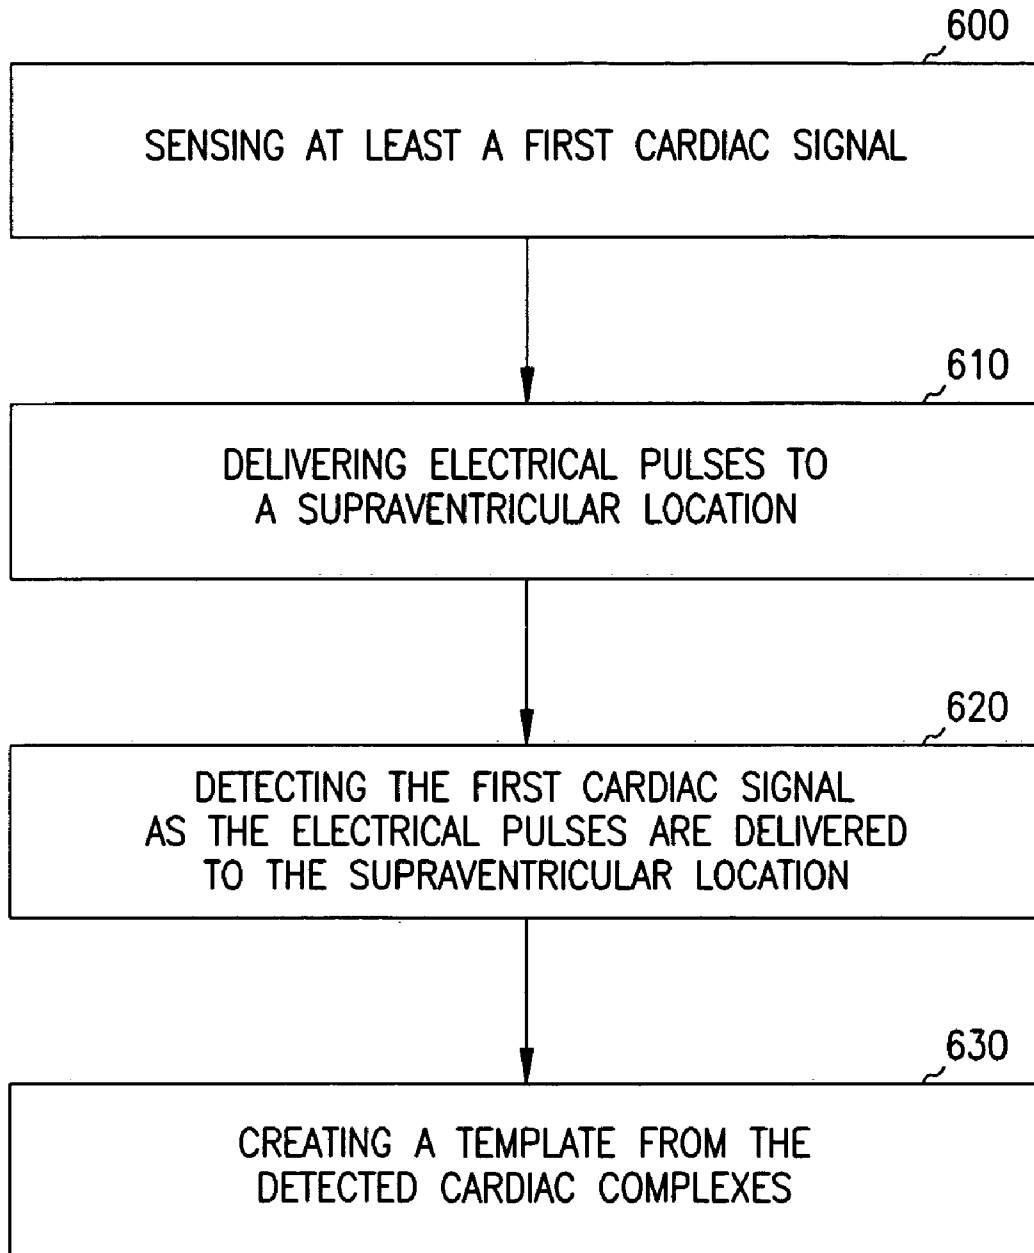 600
SENSING AT LEAST A FIRST CARDIAC SIGNAL
610
DELIVERING ELECTRICAL PULSES TO
A SUPRAVENTRICULAR LOCATION
620
DETECTING THE FIRST CARDIAC SIGNAL
AS THE ELECTRICAL PULSES ARE DELIVERED
TO THE SUPRAVENTRICULAR LOCATION
630
CREATING A TEMPLATE FROM THE
DETECTED CARDIAC COMPLEXES